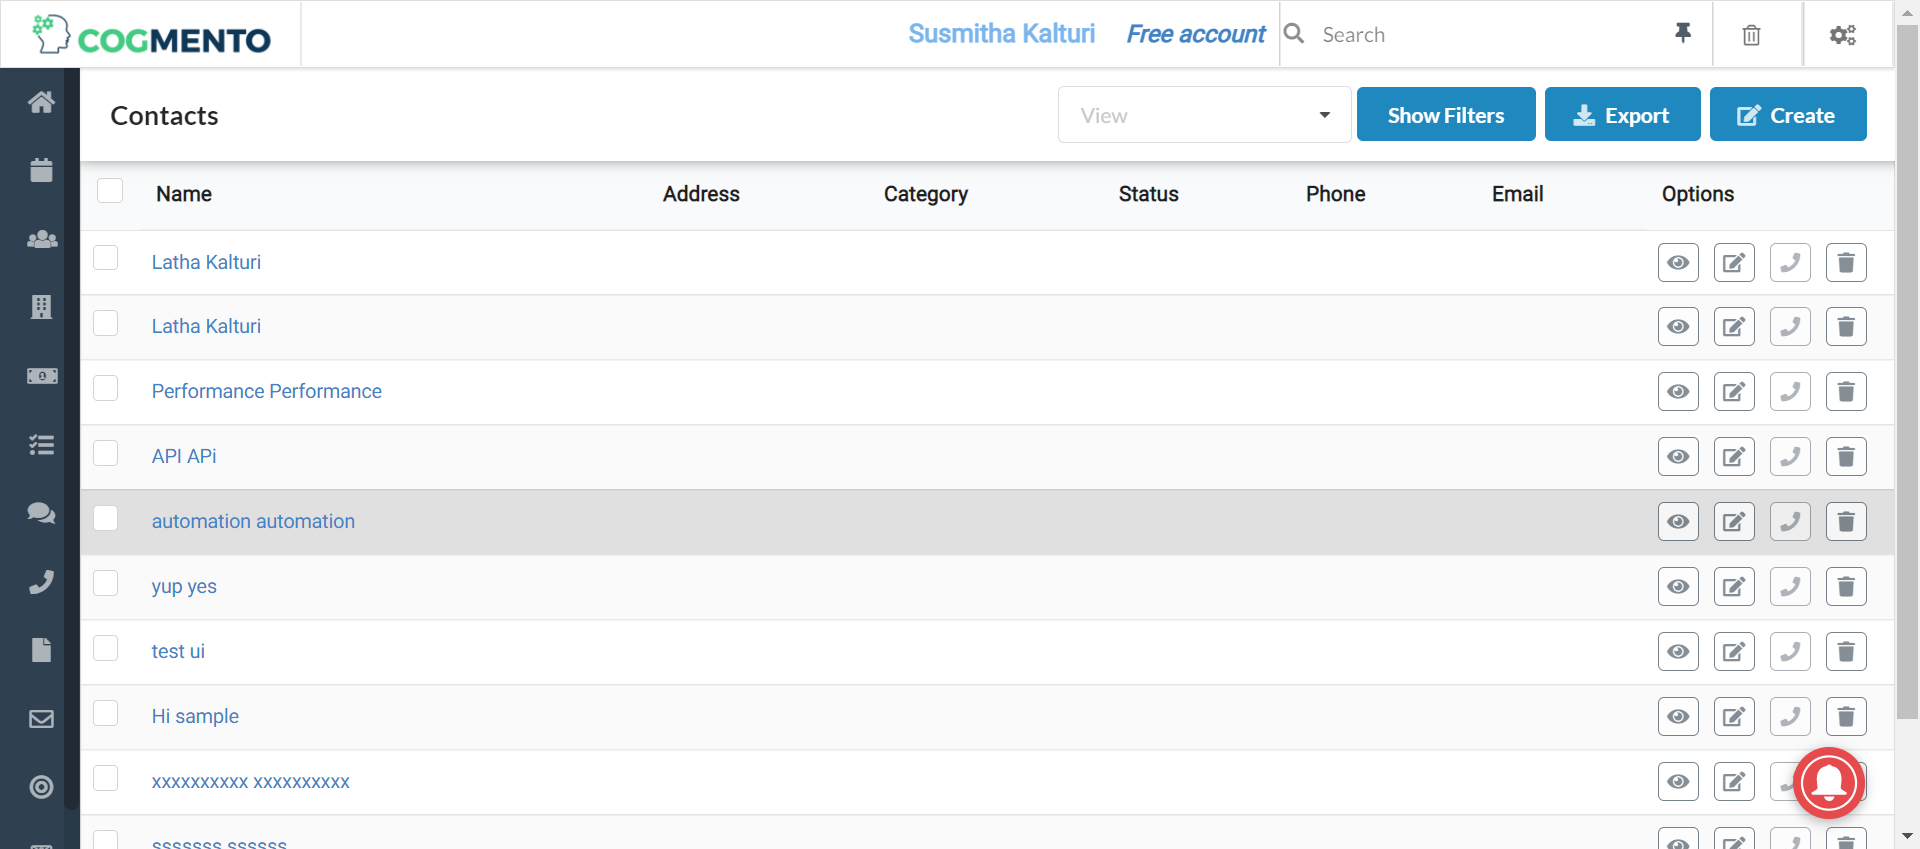 COGMENTO
Susmitha Kalturi Free account Search
Contacts View Show Filters Export Create
Name Address Category Status Phone Email Options
Latha Kalturi
Latha Kalturi
Performance Performance
API APi
automation automation
yup yes
test ui
Hi sample
xxxxxxxxxx xxxxxxxxxx
sssssss ssssss